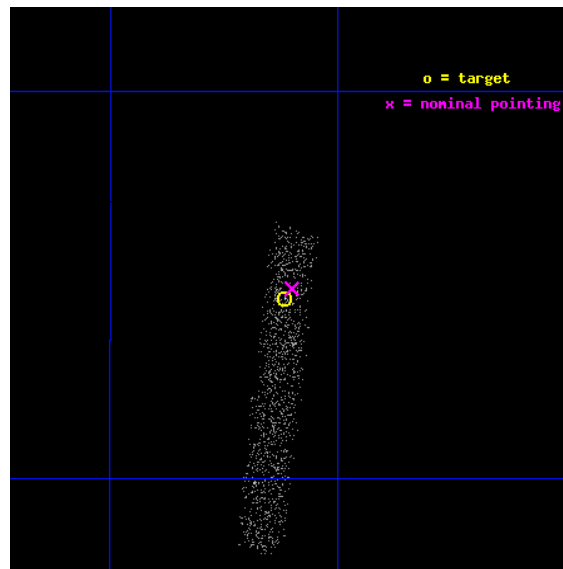 o = target
x = nominal pointing